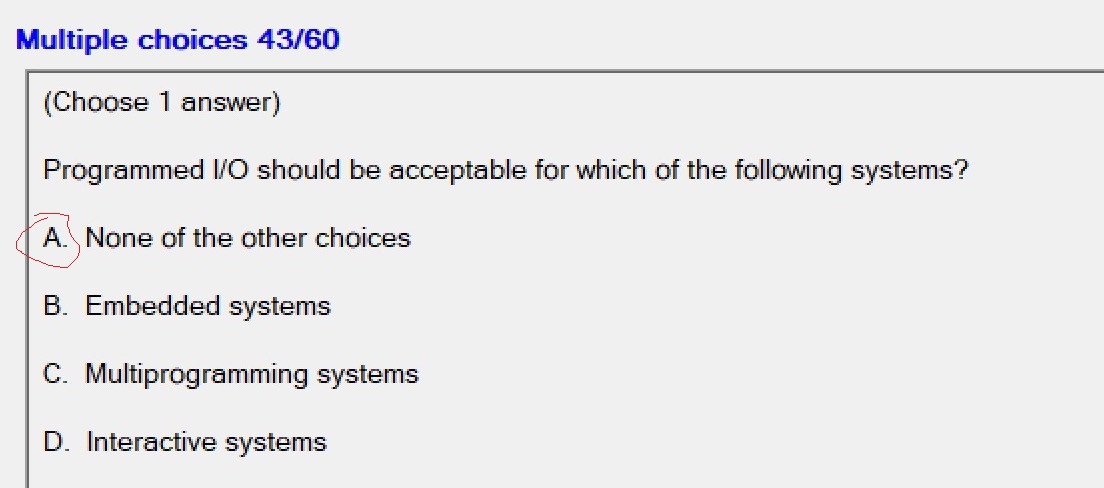 Multiple choices 43/60
(Choose 1 answer)
Programmed I/O should be acceptable for which of the following systems?
A. None of the other choices
B. Embedded systems
C. Multiprogramming systems
D. Interactive systems